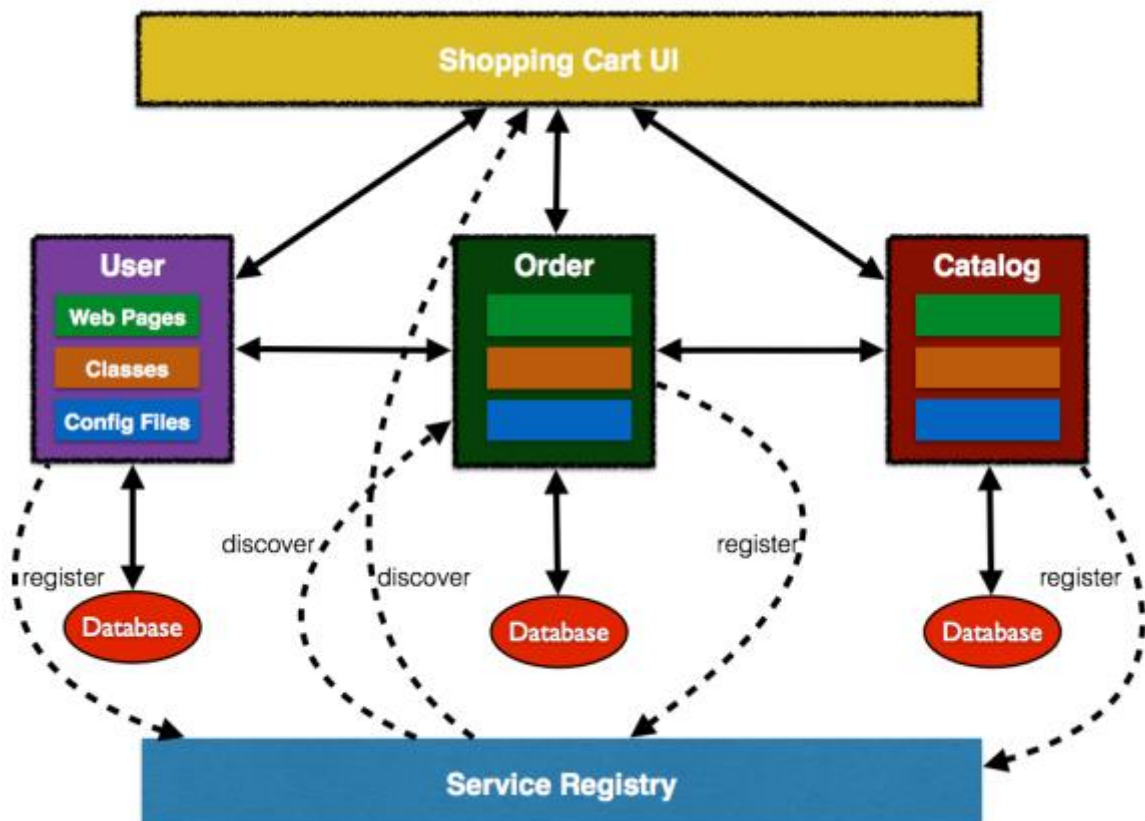 Shopping Cart UI
User
Order
Catalog
Web Pages
Classes
Config Files
discover
register
register
discover
register
Database
Database
Database
Service Registry